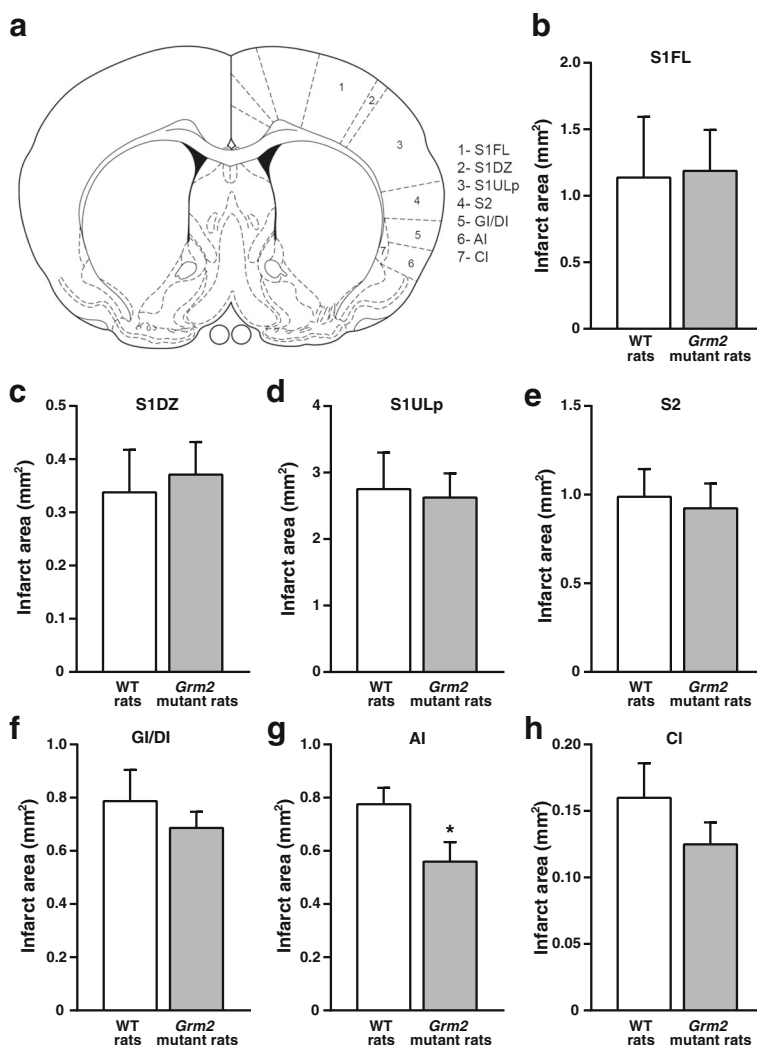 a
1
2
3
4
5
6
7
1- S1FL
2- S1DZ
3- S1ULp
4- S2
5- GI/DI
6- AI
7- Cl
b
S1FL
Infarct area (mm²)
2.0
1.5
1.0
1.0
0
WT
rats
Grm2
mutant rats
c
S1DZ
Infarct area (mm²)
0.5
0.4
0.3
0.2
0.1
0
WT
rats
Grm2
mutant rats
d
S1ULp
Infarct area (mm²)
4
3
2
1
0
WT
rats
Grm2
mutant rats
e
S2
Infarct area (mm²)
1.5
1.0
0.5
0
WT
rats
Grm2
mutant rats
f
GI/DI
Infarct area (mm²)
1.0
0.8
0.6
0.8
0.2
0
WT
rats
Grm2
mutant rats
g
AI
Infarct area (mm²)
1.0
0.8
0.6
0.8
0.2
0
*
WT
rats
Grm2
mutant rats
h
Cl
Infarct area (mm²)
0.20
0.15
0.10
0.05
0
WT
rats
Grm2
mutant rats